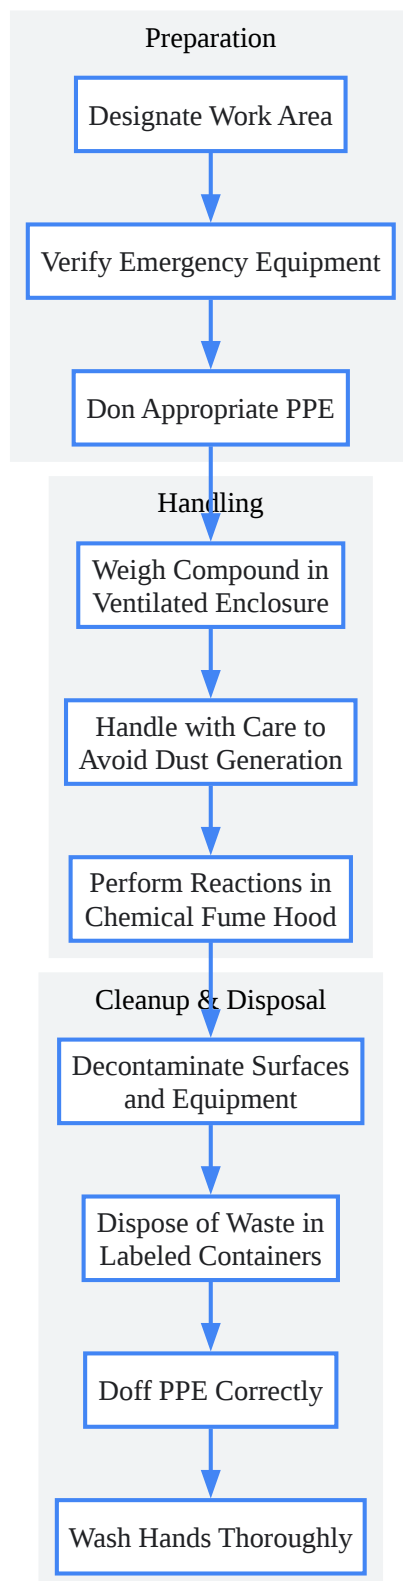 Preparation
Designate Work Area
Verify Emergency Equipment
Don Appropriate PPE
Handling
Weigh Compound in
Ventilated Enclosure
Handle with Care to
Avoid Dust Generation
Perform Reactions in
Chemical Fume Hood
Cleanup & Disposal
Decontaminate Surfaces
and Equipment
Dispose of Waste in
Labeled Containers
Doff PPE Correctly
Wash Hands Thoroughly